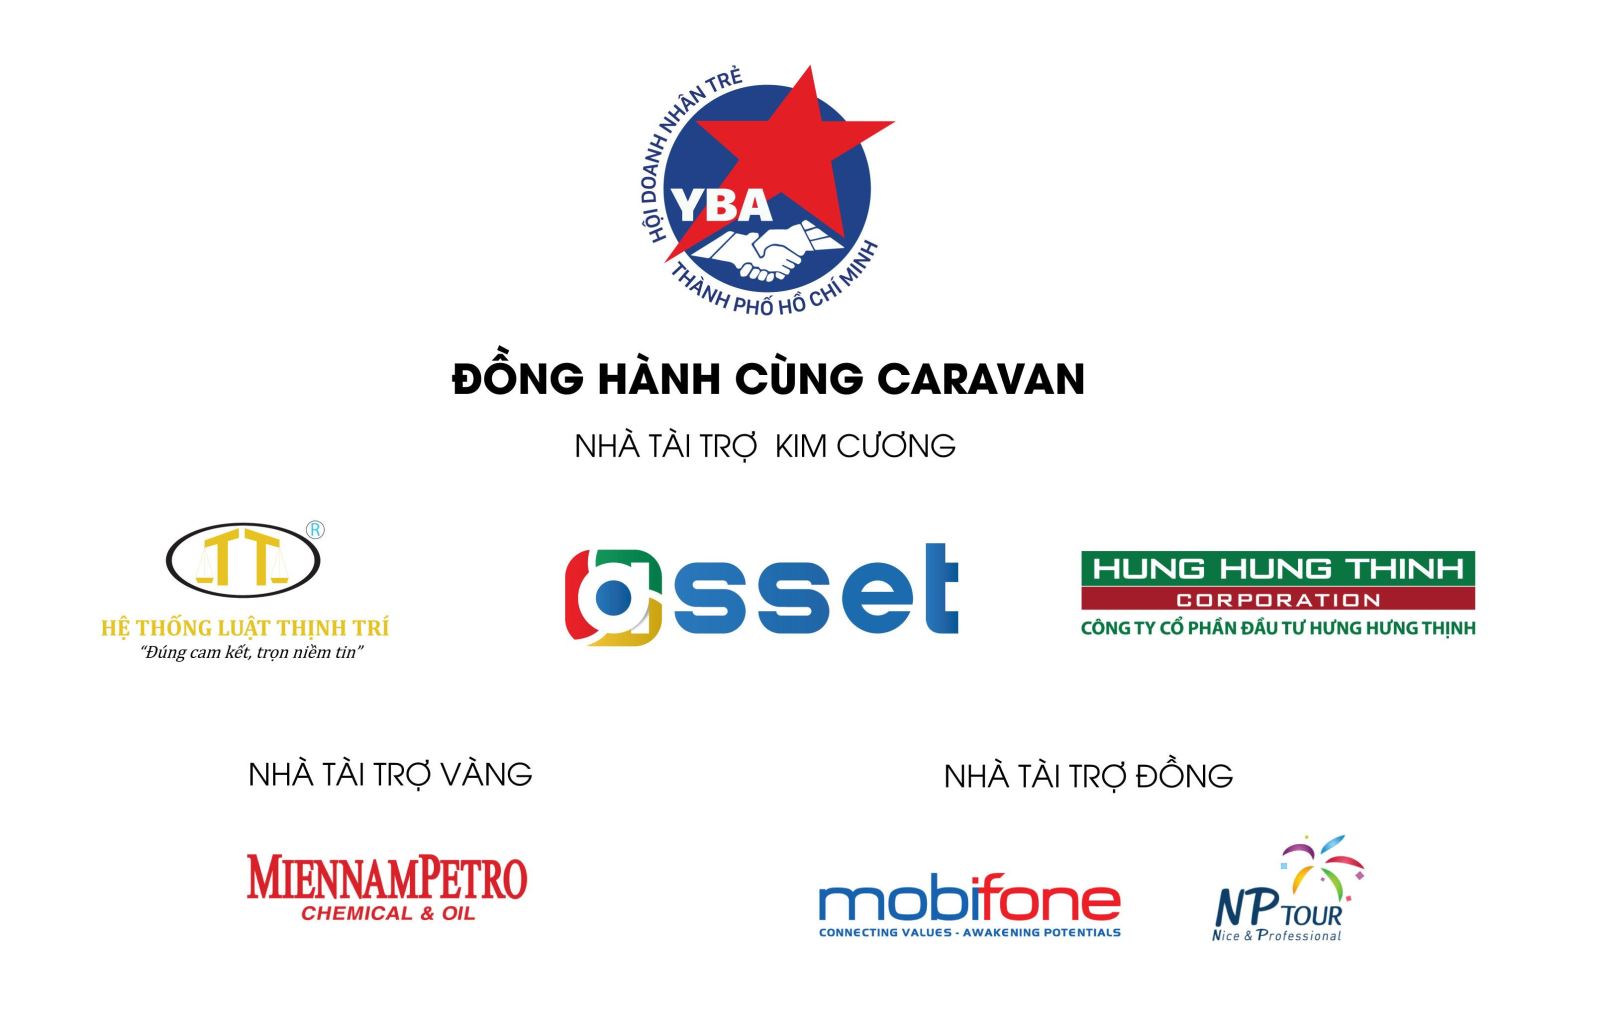 HỘI DOANH NHÂN TRẺ
THÀNH PHỐ HỒ CHÍ MINH
YBA
ĐỒNG HÀNH CÙNG CARAVAN
NHÀ TÀI TRỢ KIM CƯƠNG
TT ®
HỆ THỐNG LUẬT THỊNH TRÍ
“Đúng cam kết, trọn niềm tin”
asset
HUNG HUNG THINH
CORPORATION
CÔNG TY CỔ PHẦN ĐẦU TƯ HƯNG HƯNG THỊNH
NHÀ TÀI TRỢ VÀNG
MIENNAMPETRO
CHEMICAL & OIL
NHÀ TÀI TRỢ ĐỒNG
mobifone
CONNECTING VALUES - AWAKENING POTENTIALS
NP TOUR
Nice & Professional